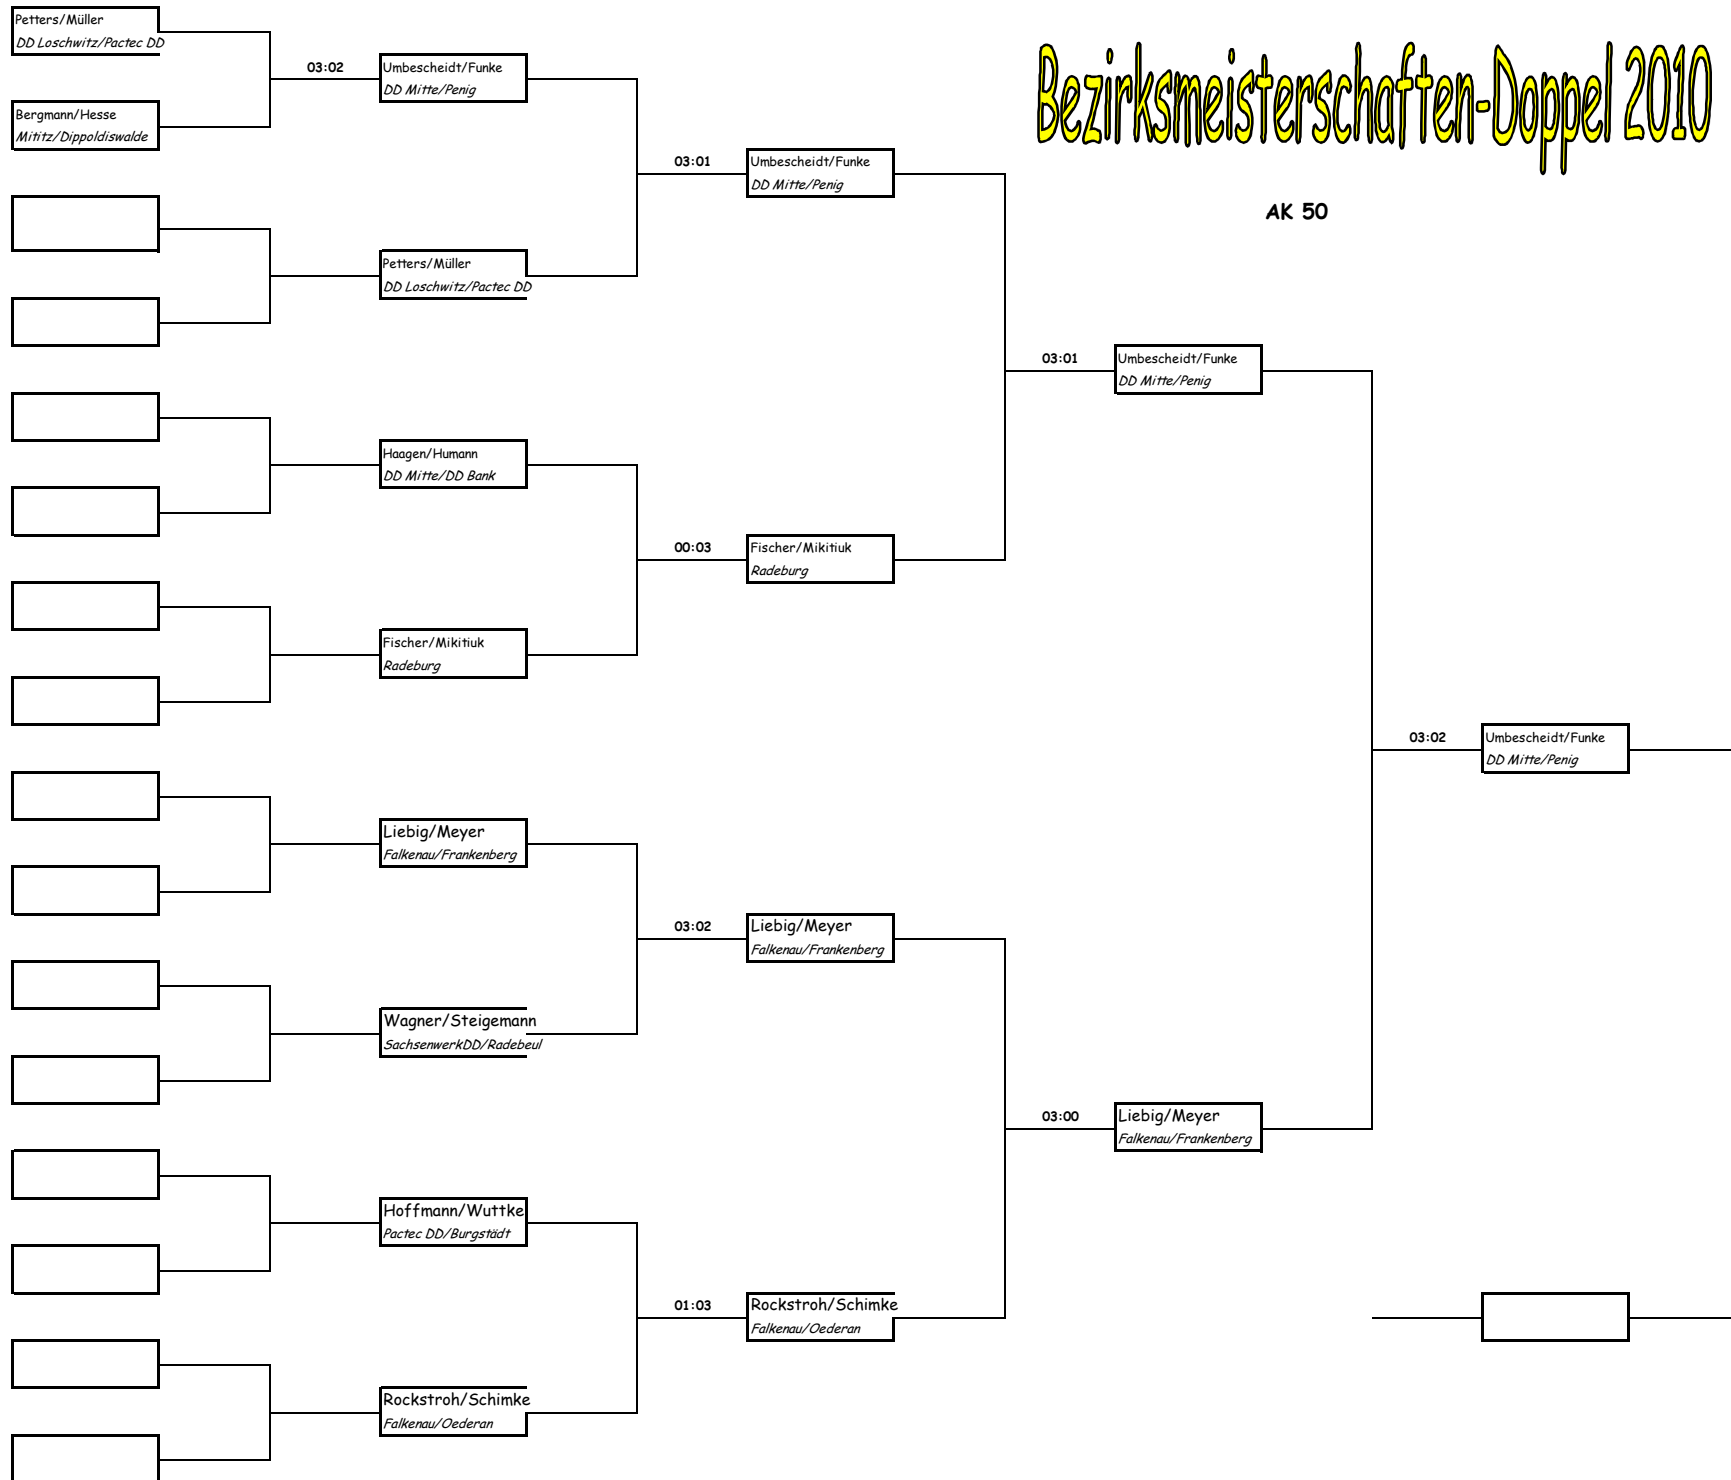 Bezirksmeisterschaften-Doppel 2010
AK 50
Petters/Müller
DD Loschwitz/Pactec DD
Bergmann/Hesse
Mititz/Dippoldiswalde
03:02
Umbescheidt/Funke
DD Mitte/Penig
Petters/Müller
DD Loschwitz/Pactec DD
Haagen/Humann
DD Mitte/DD Bank
Fischer/Mikitiuk
Radeburg
Liebig/Meyer
Falkenau/Frankenberg
Wagner/Steigemann
SachsenwerkDD/Radebeul
Hoffmann/Wuttke
Pactec DD/Burgstädt
Rockstroh/Schimke
Falkenau/Oederan
03:01
Umbescheidt/Funke
DD Mitte/Penig
00:03
Fischer/Mikitiuk
Radeburg
03:02
Liebig/Meyer
Falkenau/Frankenberg
01:03
Rockstroh/Schimke
Falkenau/Oederan
03:01
Umbescheidt/Funke
DD Mitte/Penig
03:00
Liebig/Meyer
Falkenau/Frankenberg
03:02
Umbescheidt/Funke
DD Mitte/Penig